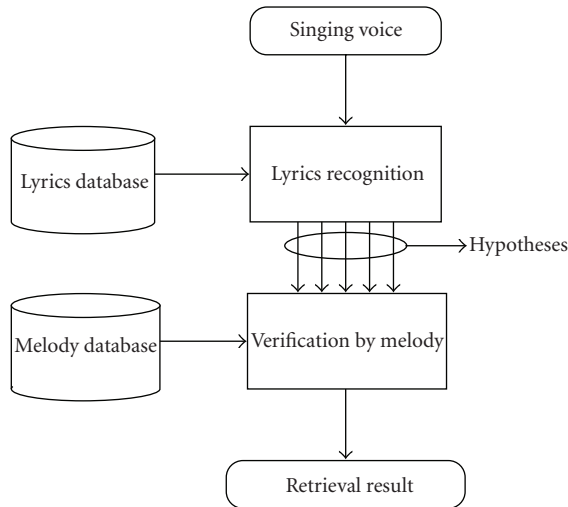 Singing voice
Lyrics database
Lyrics recognition
Hypotheses
Melody database
Verification by melody
Retrieval result